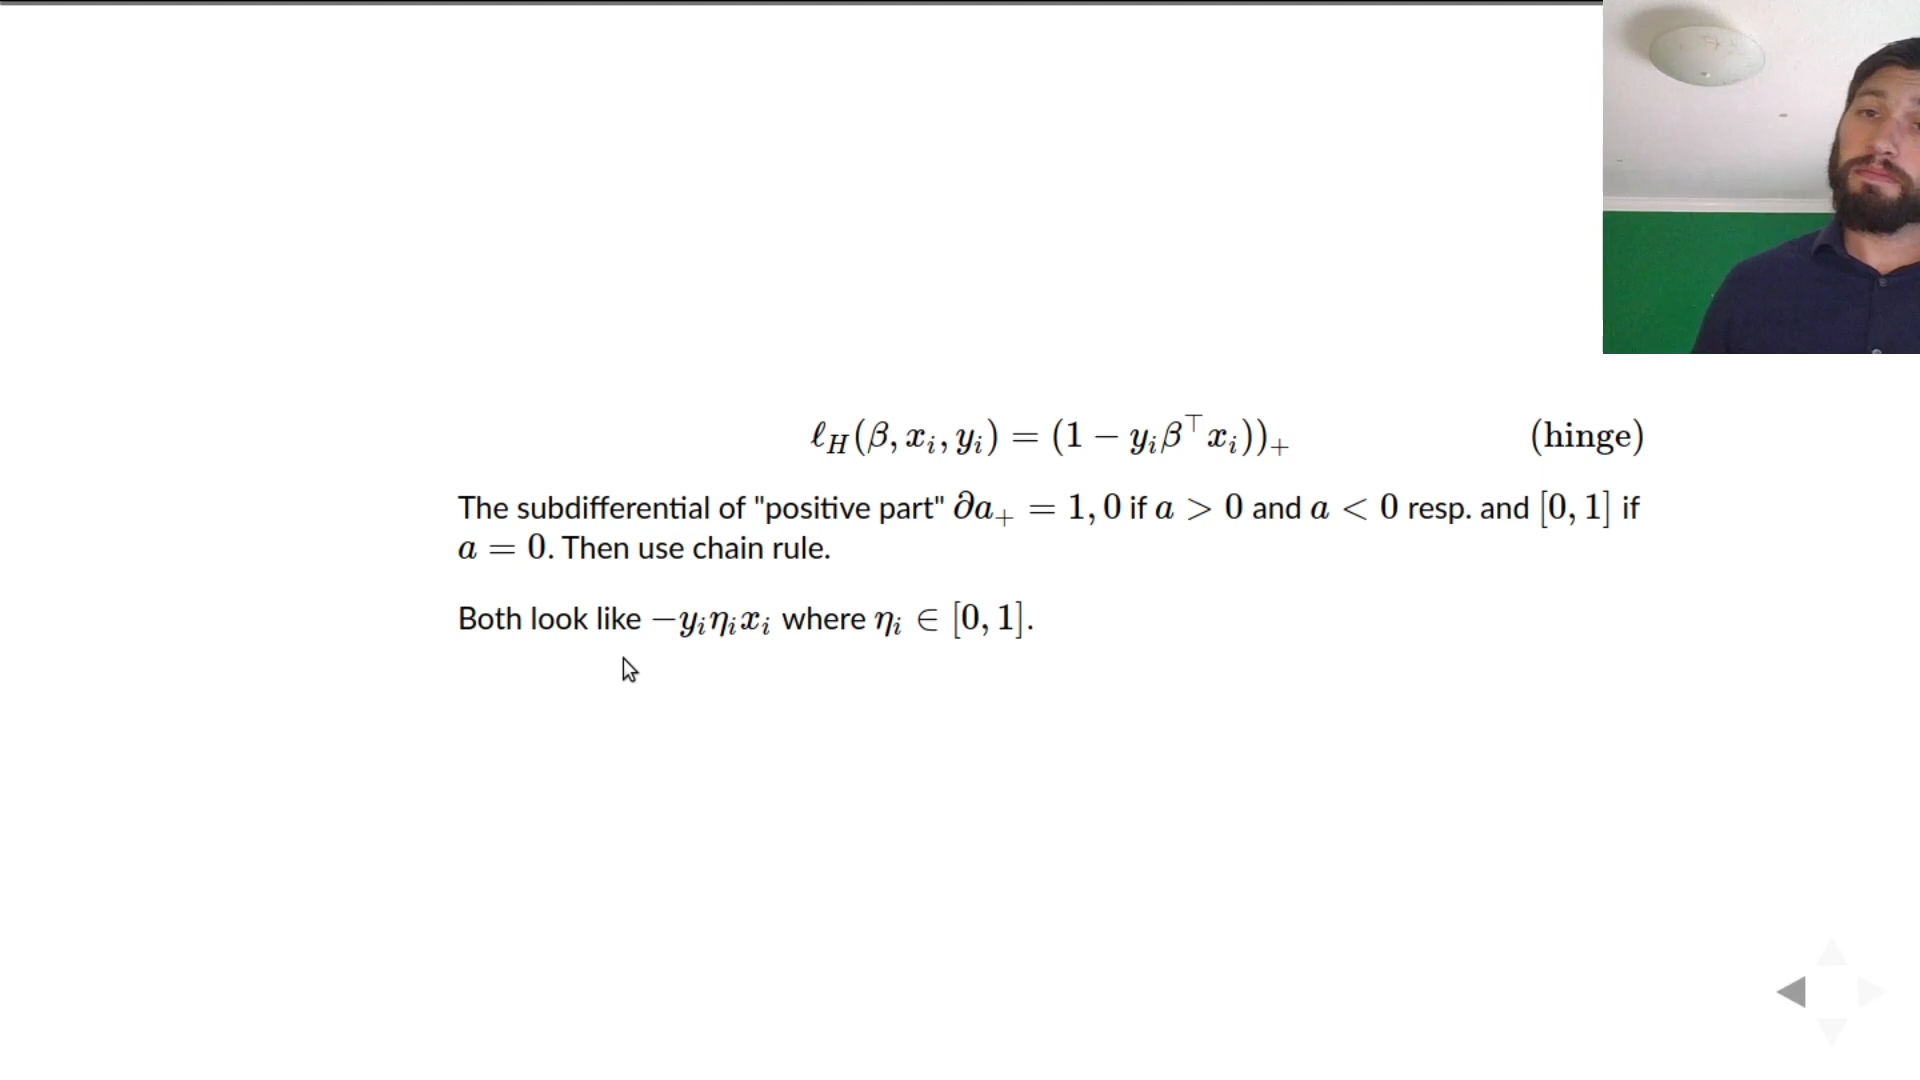 ℓ_H(β, x_i, y_i) = (1 − y_i β^⊤ x_i))_+ (hinge)
The subdifferential of "positive part" ∂a_+ = 1, 0 if a > 0 and a < 0 resp. and [0, 1] if
a = 0. Then use chain rule.
Both look like −y_i η_i x_i where η_i ∈ [0, 1].